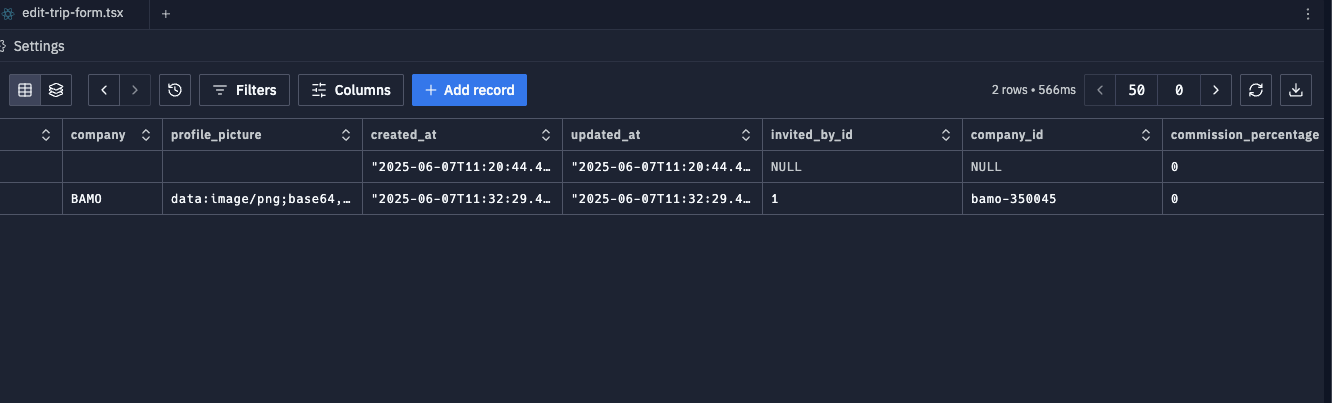 edit-trip-form.tsx
Settings
Filters Columns + Add record 2 rows • 566ms 50 0
company profile_picture created_at updated_at invited_by_id company_id commission_percentage
"2025-06-07T11:20:44.4… "2025-06-07T11:20:44.4… NULL NULL 0
BAMO data:image/png;base64,… "2025-06-07T11:32:29.4… "2025-06-07T11:32:29.4… 1 bamo-350045 0